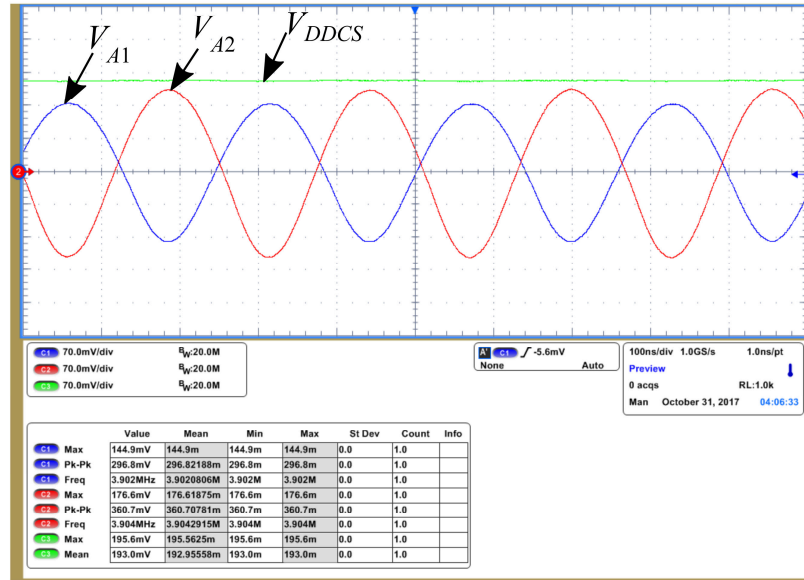 V A1
V A2
V DDCS
2
C1 70.0mV/div BW:20.0M
C2 70.0mV/div BW:20.0M
C3 70.0mV/div BW:20.0M
A' C1 -5.6mV
None Auto
100ns/div 1.0GS/s 1.0ns/pt
Preview
0 acqs RL:1.0k
Man October 31, 2017 04:06:33
Value Mean Min Max St Dev Count Info
C1 Max 144.9mV 144.9m 144.9m 144.9m 0.0 1.0
C1 Pk-Pk 296.8mV 296.82188m 296.8m 296.8m 0.0 1.0
C1 Freq 3.902MHz 3.9020806M 3.902M 3.902M 0.0 1.0
C2 Max 176.6mV 176.61875m 176.6m 176.6m 0.0 1.0
C2 Pk-Pk 360.7mV 360.70781m 360.7m 360.7m 0.0 1.0
C2 Freq 3.904MHz 3.9042915M 3.904M 3.904M 0.0 1.0
C3 Max 195.6mV 195.5625m 195.6m 195.6m 0.0 1.0
C3 Mean 193.0mV 192.95558m 193.0m 193.0m 0.0 1.0